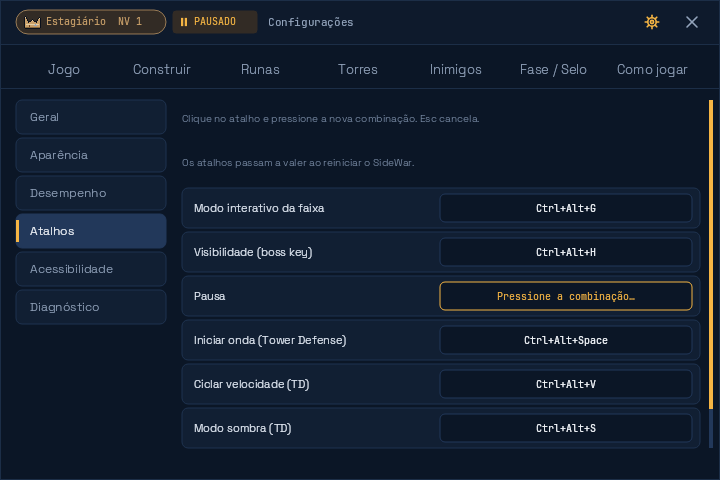 Estagiário NV 1 PAUSADO Configurações
Jogo Construir Runas Torres Inimigos Fase / Selo Como jogar
Geral
Aparência
Desempenho
Atalhos
Acessibilidade
Diagnóstico
Clique no atalho e pressione a nova combinação. Esc cancela.
Os atalhos passam a valer ao reiniciar o SideWar.
Modo interativo da faixa Ctrl+Alt+G
Visibilidade (boss key) Ctrl+Alt+H
Pausa Pressione a combinação…
Iniciar onda (Tower Defense) Ctrl+Alt+Space
Ciclar velocidade (TD) Ctrl+Alt+V
Modo sombra (TD) Ctrl+Alt+S